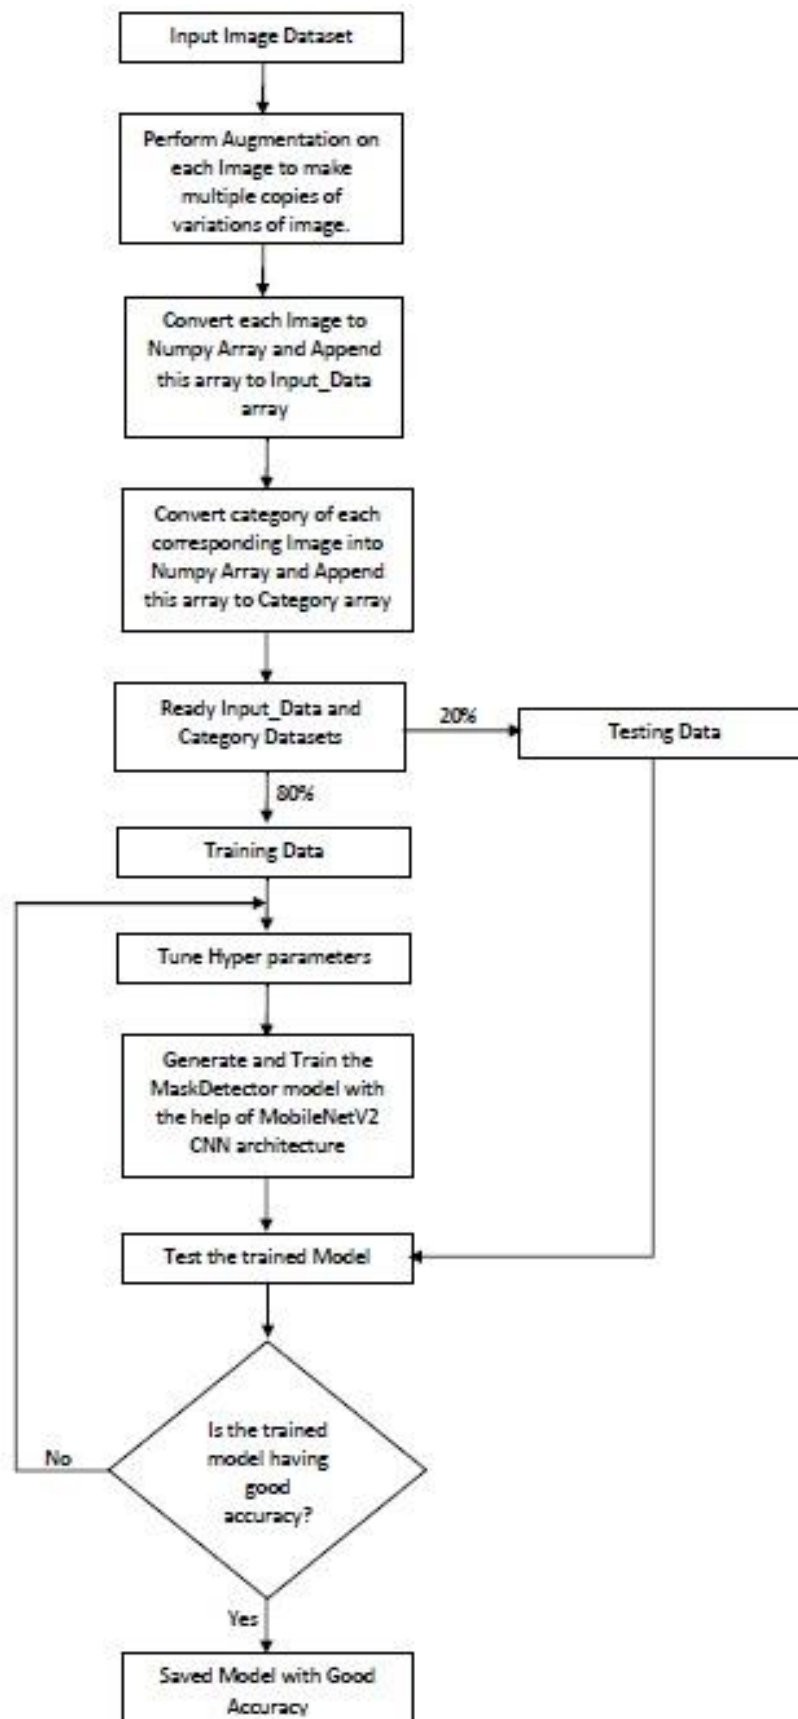 Input Image Dataset
Perform Augmentation on
each Image to make
multiple copies of
variations of image.
Convert each Image to
Numpy Array and Append
this array to Input_Data
array
Convert category of each
corresponding Image into
Numpy Array and Append
this array to Category array
Ready Input_Data and
Category Datasets
20%
Testing Data
80%
Training Data
Tune Hyper parameters
Generate and Train the
MaskDetector model with
the help of MobileNetV2
CNN architecture
Test the trained Model
Is the trained
model having
good
accuracy?
No
Yes
Saved Model with Good
Accuracy